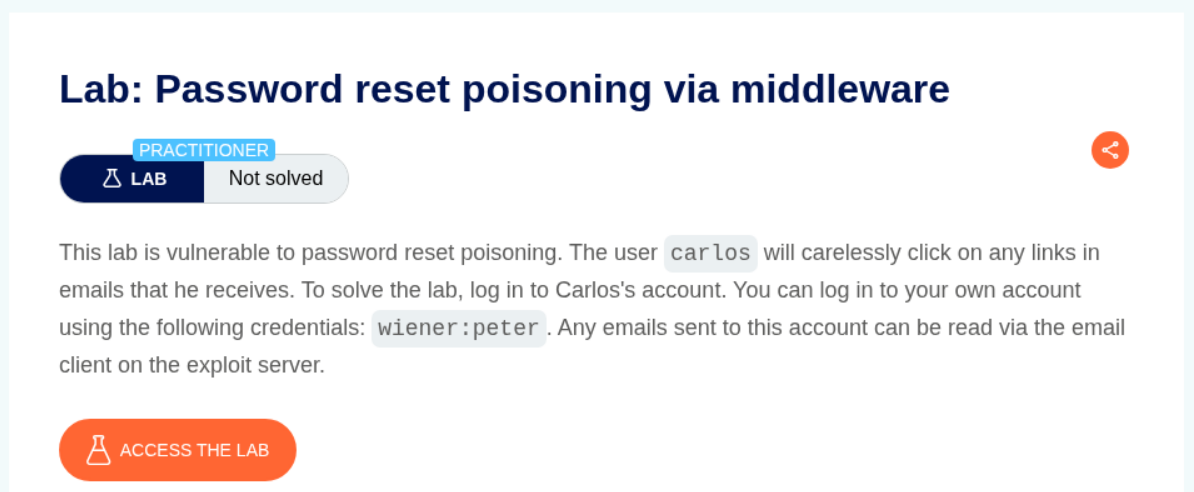 Lab: Password reset poisoning via middleware
PRACTITIONER
LAB Not solved
This lab is vulnerable to password reset poisoning. The user carlos will carelessly click on any links in
emails that he receives. To solve the lab, log in to Carlos's account. You can log in to your own account
using the following credentials: wiener:peter. Any emails sent to this account can be read via the email
client on the exploit server.
ACCESS THE LAB